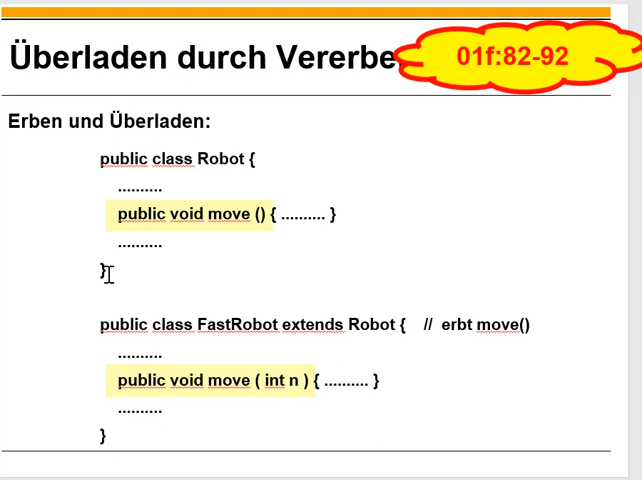 Überladen durch Vererbe
01f:82-92
Erben und Überladen:
public class Robot {
..........
public void move () { .......... }
..........
}
public class FastRobot extends Robot { // erbt move()
..........
public void move ( int n ) { .......... }
..........
}